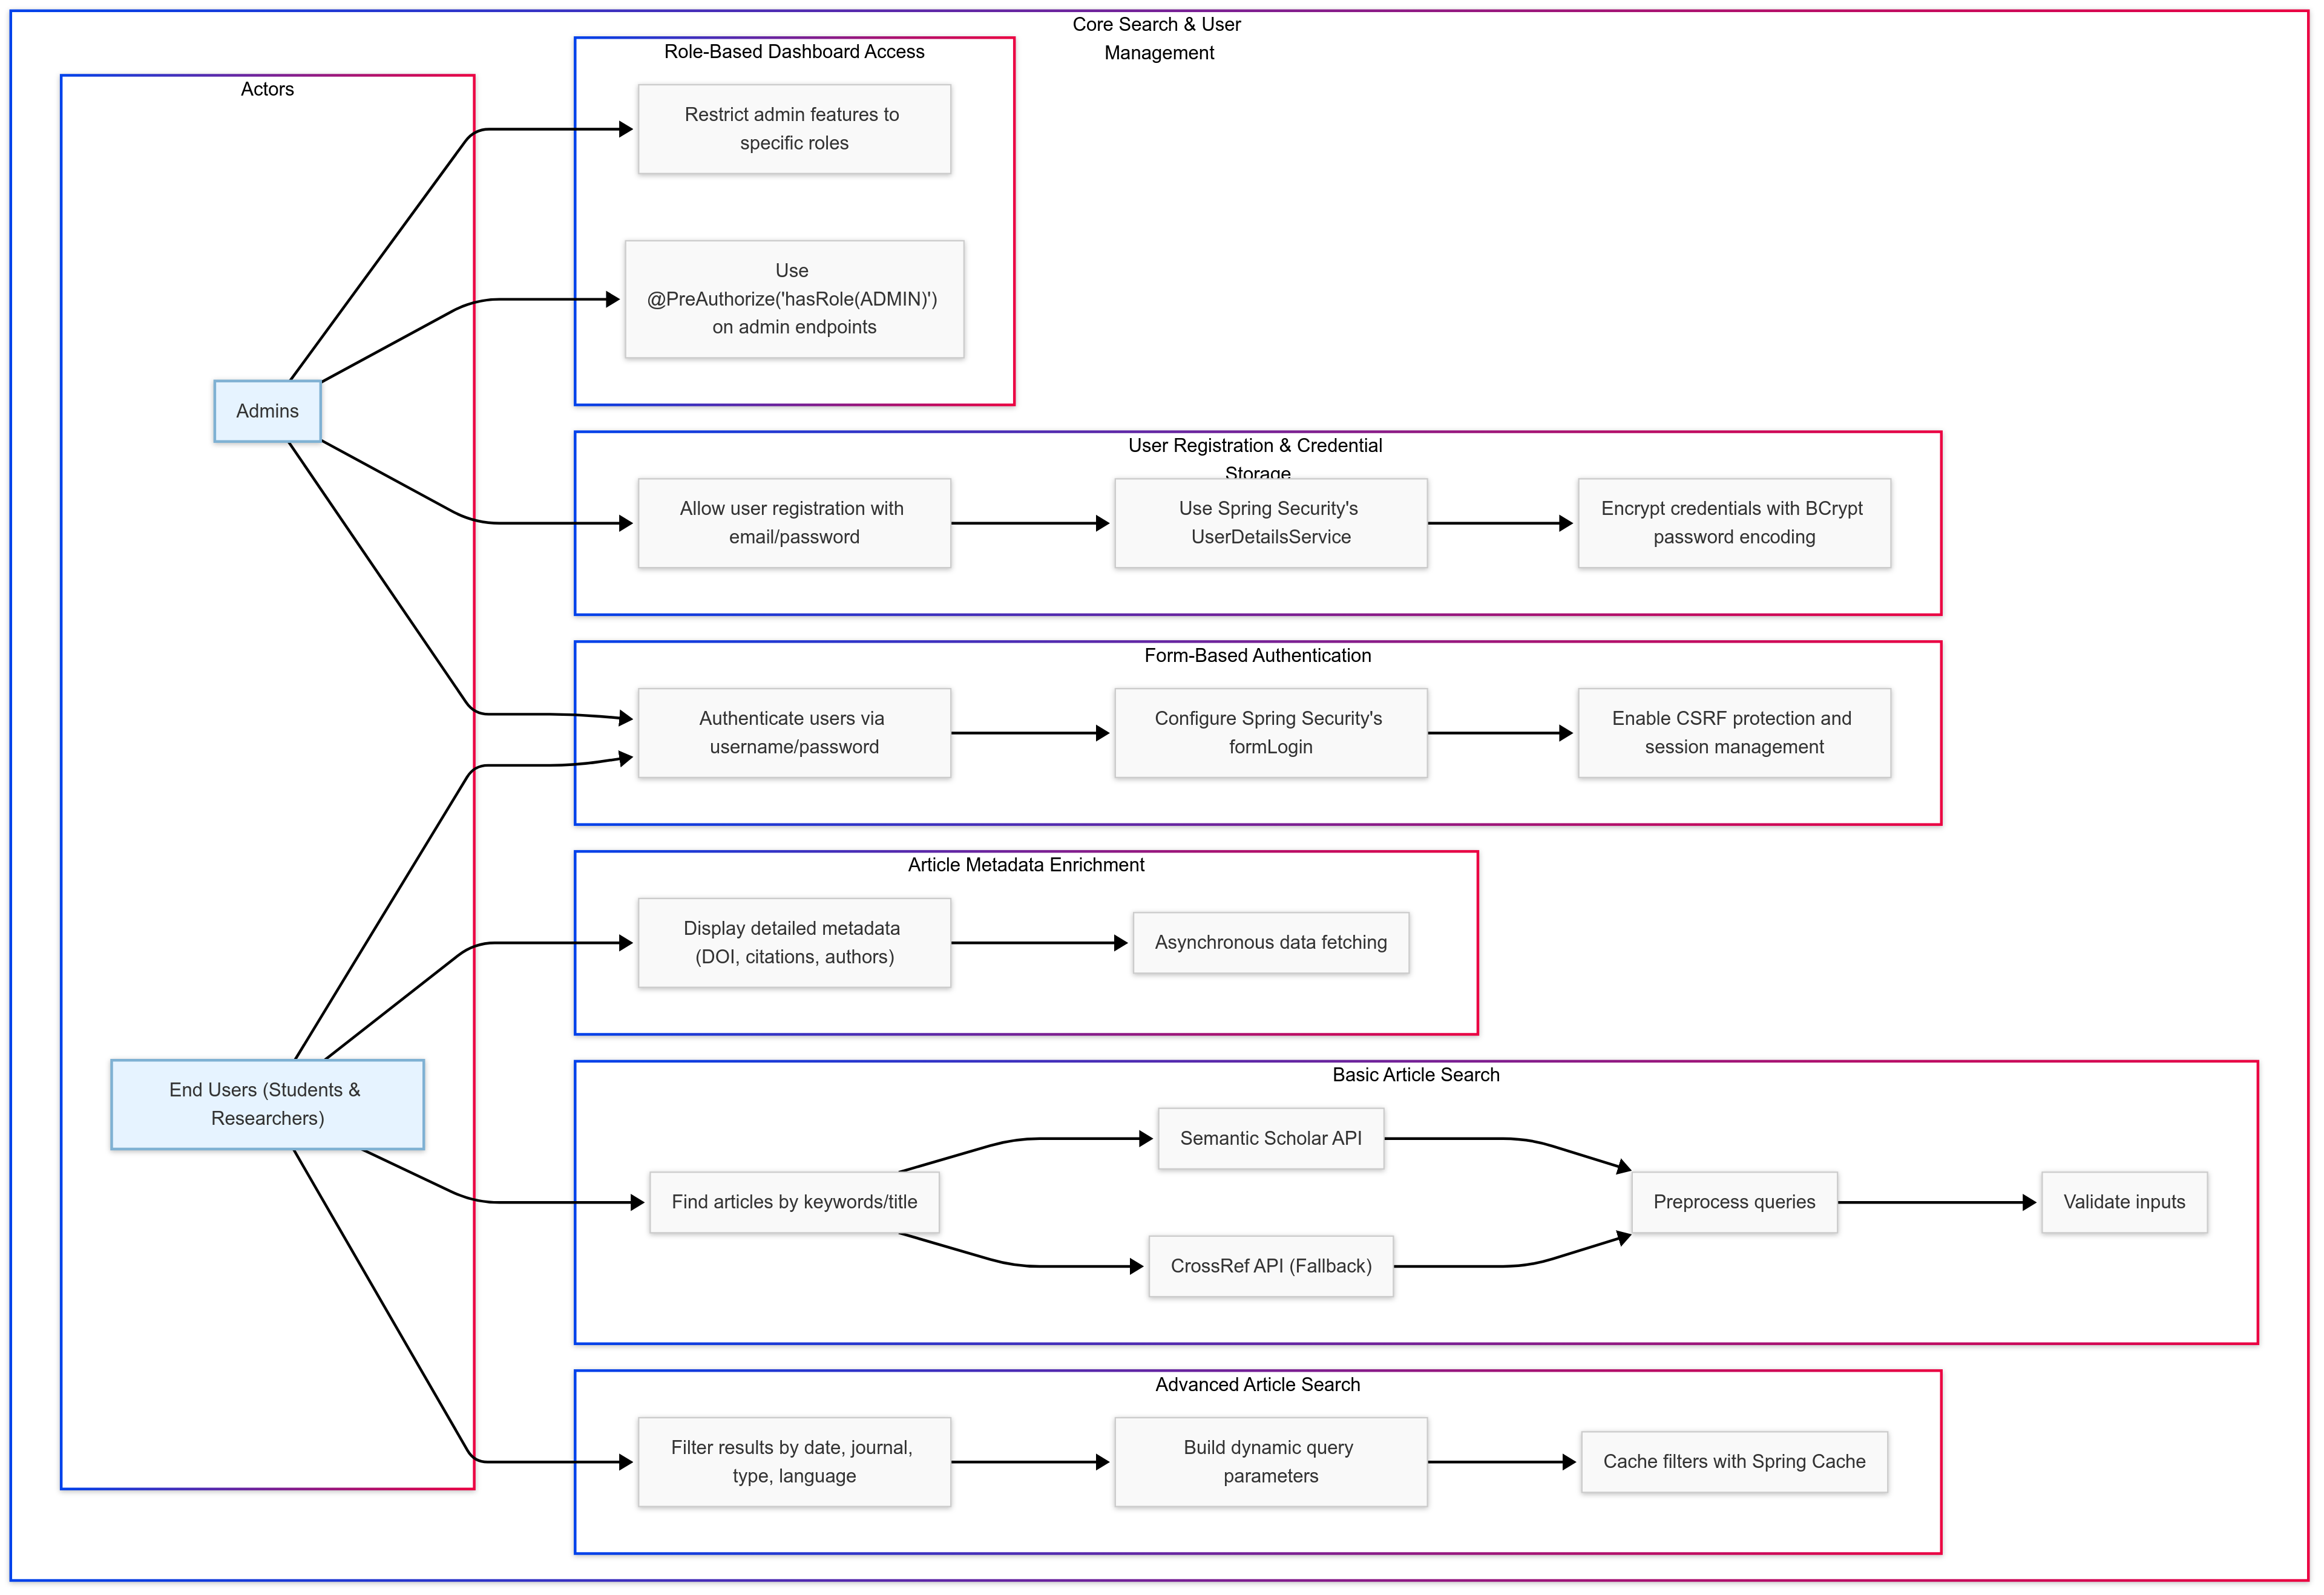 Core Search & User
Management
Actors
Admins
End Users (Students &
Researchers)
Role-Based Dashboard Access
Restrict admin features to
specific roles
Use
@PreAuthorize('hasRole(ADMIN)')
on admin endpoints
User Registration & Credential
Storage
Allow user registration with
email/password
Use Spring Security's
UserDetailsService
Encrypt credentials with BCrypt
password encoding
Form-Based Authentication
Authenticate users via
username/password
Configure Spring Security's
formLogin
Enable CSRF protection and
session management
Article Metadata Enrichment
Display detailed metadata
(DOI, citations, authors)
Asynchronous data fetching
Basic Article Search
Find articles by keywords/title
Semantic Scholar API
CrossRef API (Fallback)
Preprocess queries
Validate inputs
Advanced Article Search
Filter results by date, journal,
type, language
Build dynamic query
parameters
Cache filters with Spring Cache